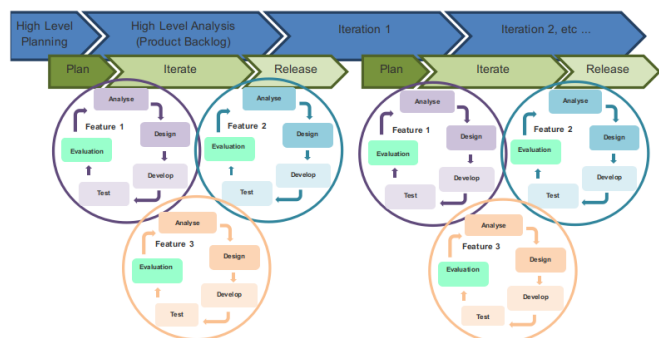 High Level
Planning
High Level Analysis
(Product Backlog)
Iteration 1
Iteration 2, etc ...
Plan
Iterate
Release
Plan
Iterate
Release
Analyse
Feature 1
Design
Evaluation
Develop
Test
Analyse
Feature 2
Design
Evaluation
Develop
Test
Analyse
Feature 3
Design
Evaluation
Develop
Test
Analyse
Feature 1
Design
Evaluation
Develop
Test
Analyse
Feature 2
Design
Evaluation
Develop
Test
Analyse
Feature 3
Design
Evaluation
Develop
Test